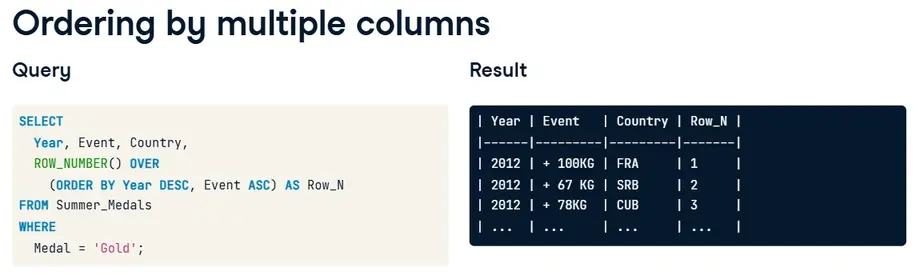 Ordering by multiple columns
Query
SELECT
Year, Event, Country,
ROW_NUMBER() OVER
(ORDER BY Year DESC, Event ASC) AS Row_N
FROM Summer_Medals
WHERE
Medal = 'Gold';
Result
| Year | Event | Country | Row_N |
|------|---------|---------|-------|
| 2012 | + 100KG | FRA | 1 |
| 2012 | + 67 KG | SRB | 2 |
| 2012 | + 78KG | CUB | 3 |
| ... | ... | ... | ... |